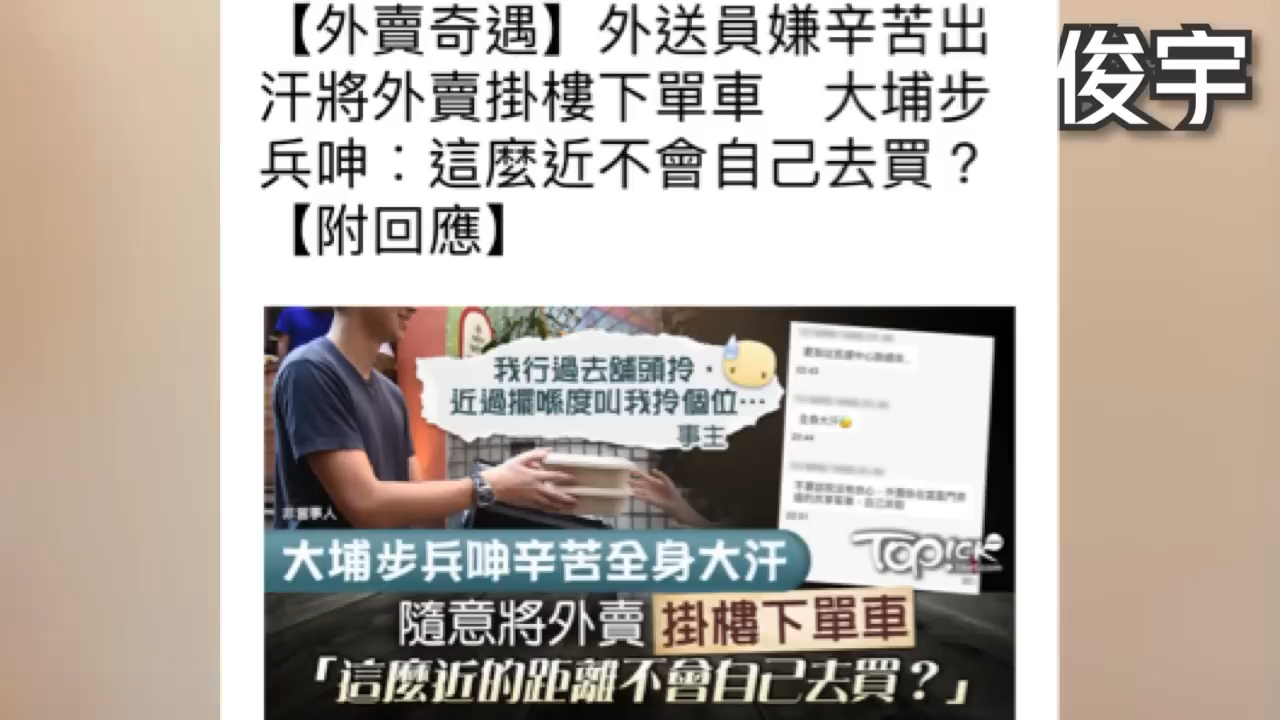 【外賣奇遇】外送員嫌辛苦出
汗將外賣掛樓下單車　大埔步
兵呻：這麼近不會自己去買？
【附回應】
俊宇
我行過去舖頭拎，
近過擺喺度叫我拎個位…
事主
全身大汗
非當事人
TOPick
大埔步兵呻辛苦全身大汗
隨意將外賣掛樓下單車
「這麼近的距離不會自己去買？」